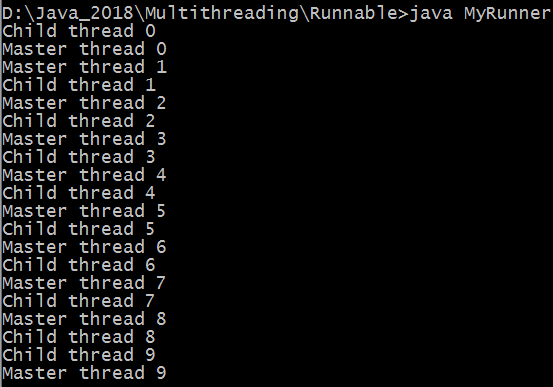 D:\Java_2018\Multithreading\Runnable>java MyRunner
Child thread 0
Master thread 0
Master thread 1
Child thread 1
Master thread 2
Child thread 2
Master thread 3
Child thread 3
Master thread 4
Child thread 4
Master thread 5
Child thread 5
Master thread 6
Child thread 6
Master thread 7
Child thread 7
Master thread 8
Child thread 8
Child thread 9
Master thread 9